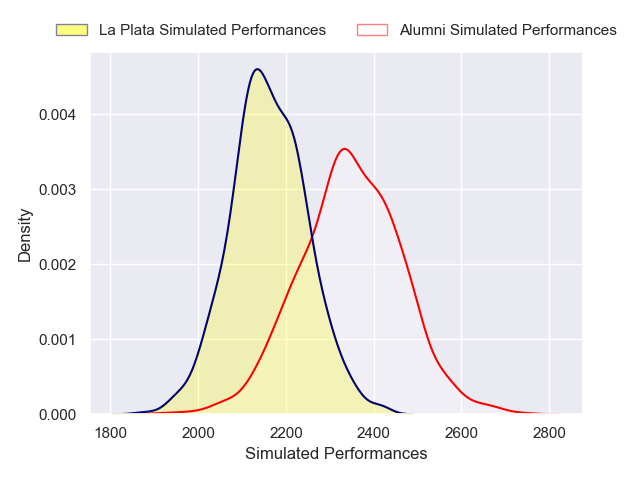 La Plata Simulated Performances Alumni Simulated Performances
0.004
0.003
0.002
0.001
0.000
Density
1800 2000 2200 2400 2600 2800
Simulated Performances